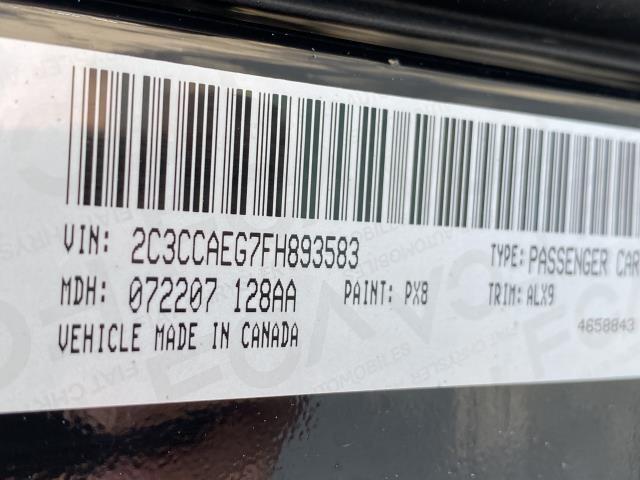 VIN: 2C3CCAEG7FH893583 TYPE: PASSENGER CAR
MDH: 072207 128AA PAINT: PX8 TRIM: ALX9
4658843
VEHICLE MADE IN CANADA